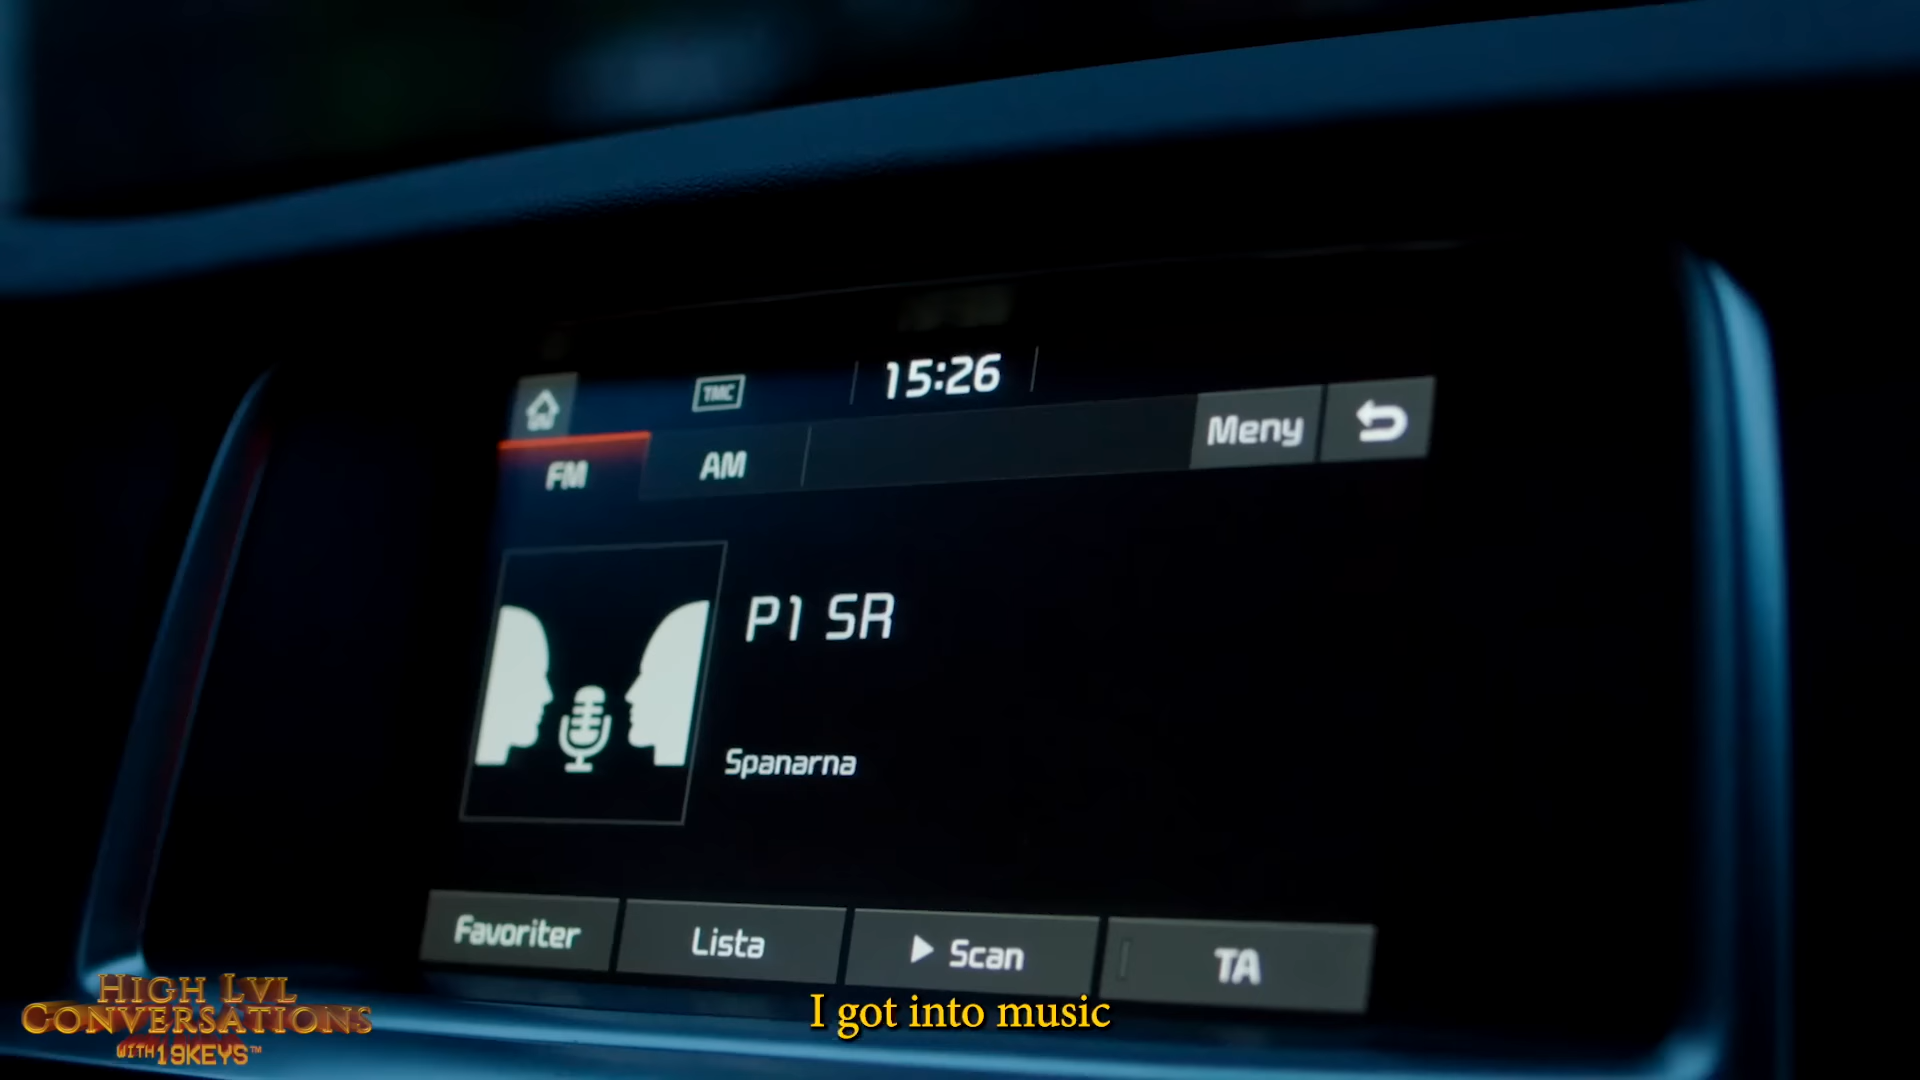 15:26
TMC
Meny
FM
AM
P1 SR
Spanarna
Favoriter
Lista
Scan
TA
I got into music
HIGH LVL
CONVERSATIONS
WITH 19KEYS™